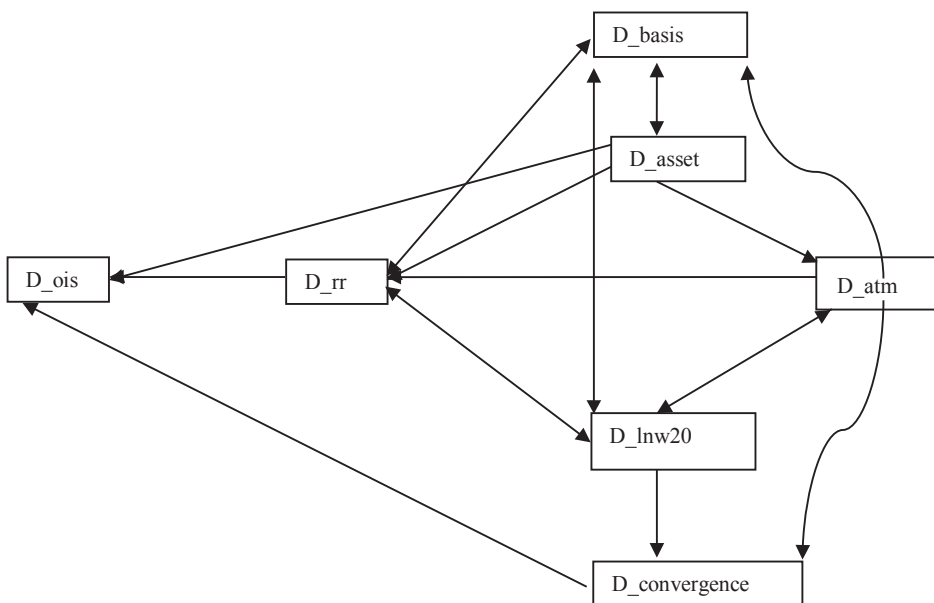 D_basis
D_asset
D_ois
D_rr
D_atm
D_lnw20
D_convergence